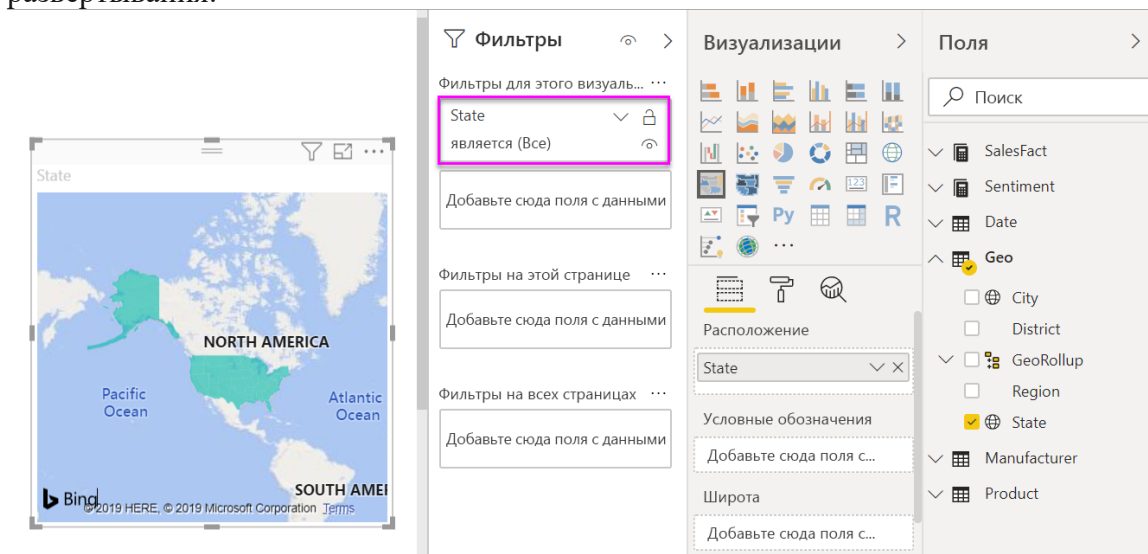 развертывания.
State
NORTH AMERICA
Pacific
Ocean
Atlantic
Ocean
SOUTH AMER
Bing
©2019 HERE, © 2019 Microsoft Corporation Terms
Фильтры
Фильтры для этого визуаль... ...
State
является (Все)
Добавьте сюда поля с данными
Фильтры на этой странице ...
Добавьте сюда поля с данными
Фильтры на всех страницах ...
Добавьте сюда поля с данными
Визуализации
123
Py
R
...
Расположение
State
Условные обозначения
Добавьте сюда поля с...
Широта
Добавьте сюда поля с...
Поля
Поиск
SalesFact
Sentiment
Date
Geo
City
District
GeoRollup
Region
State
Manufacturer
Product